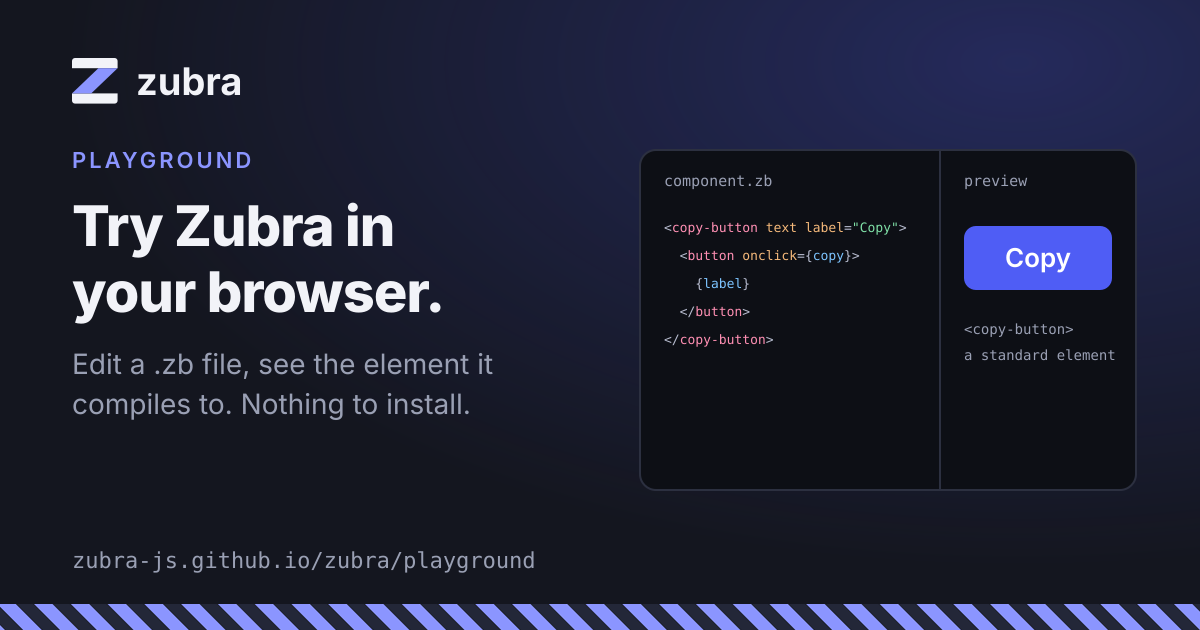 zubra
PLAYGROUND
Try Zubra in
your browser.
Edit a .zb file, see the element it
compiles to. Nothing to install.
zubra-js.github.io/zubra/playground
component.zb
<copy-button text label="Copy">
  <button onclick={copy}>
    {label}
  </button>
</copy-button>
preview
Copy
<copy-button>
a standard element